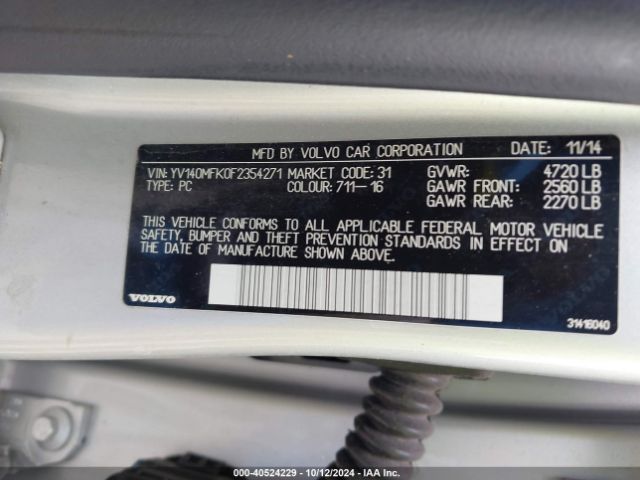 MFD BY VOLVO CAR CORPORATION DATE: 11/14
VIN: YV140MFK0F2354271 MARKET CODE: 31 GVWR: 4720 LB
TYPE: PC COLOUR: 711-16 GAWR FRONT: 2560 LB
GAWR REAR: 2270 LB
THIS VEHICLE CONFORMS TO ALL APPLICABLE FEDERAL MOTOR VEHICLE
SAFETY, BUMPER AND THEFT PREVENTION STANDARDS IN EFFECT ON
THE DATE OF MANUFACTURE SHOWN ABOVE.
VOLVO
31416040
000-40524229 - 10/12/2024 - IAA Inc.